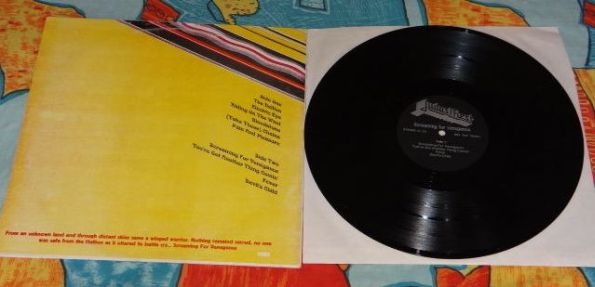 Side One
The Hellion
Electric Eye
Riding on The Wind
Bloodstone
(Take These) Chains
Pain And Pleasure
Side Two
Screaming For Vengeance
You've Got Another Thing Comin'
Fever
Devil's Child
From an unknown land and through distant skies came a winged warrior. Nothing remained sacred, no one
was safe from the Hellion as it uttered its battle cry... Screaming For Vengeance
Judas Priest
Screaming for Vengeance